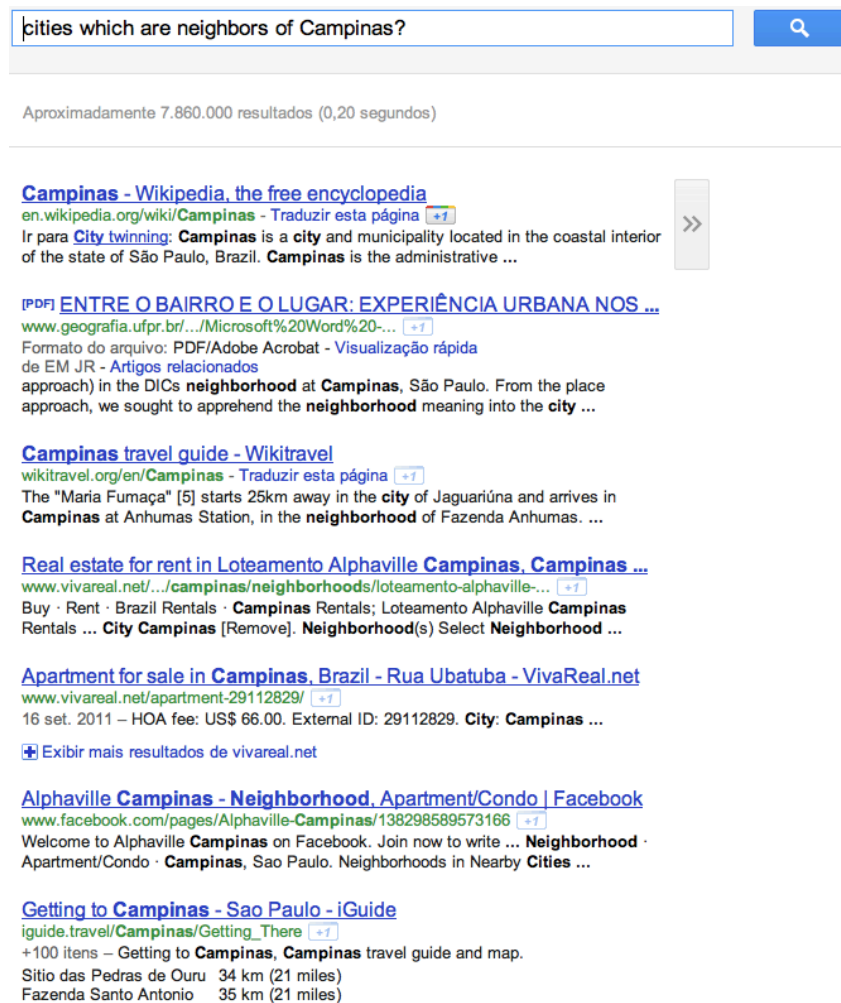 cities which are neighbors of Campinas?
Aproximadamente 7.860.000 resultados (0,20 segundos)
Campinas - Wikipedia, the free encyclopedia
en.wikipedia.org/wiki/Campinas - Traduzir esta página +1
Ir para City twinning: Campinas is a city and municipality located in the coastal interior
of the state of São Paulo, Brazil. Campinas is the administrative ...
[PDF] ENTRE O BAIRRO E O LUGAR: EXPERIÊNCIA URBANA NOS ...
www.geografia.ufpr.br/.../Microsoft%20Word%20-... +1
Formato do arquivo: PDF/Adobe Acrobat - Visualização rápida
de EM JR - Artigos relacionados
approach) in the DICs neighborhood at Campinas, São Paulo. From the place
approach, we sought to apprehend the neighborhood meaning into the city ...
Campinas travel guide - Wikitravel
wikitravel.org/en/Campinas - Traduzir esta página +1
The "Maria Fumaça" [5] starts 25km away in the city of Jaguariúna and arrives in
Campinas at Anhumas Station, in the neighborhood of Fazenda Anhumas. ...
Real estate for rent in Loteamento Alphaville Campinas, Campinas ...
www.vivareal.net/.../campinas/neighborhoods/loteamento-alphaville-... +1
Buy · Rent · Brazil Rentals · Campinas Rentals; Loteamento Alphaville Campinas
Rentals ... City Campinas [Remove]. Neighborhood(s) Select Neighborhood ...
Apartment for sale in Campinas, Brazil - Rua Ubatuba - VivaReal.net
www.vivareal.net/apartment-29112829/ +1
16 set. 2011 – HOA fee: US$ 66.00. External ID: 29112829. City: Campinas ...
Exibir mais resultados de vivareal.net
Alphaville Campinas - Neighborhood, Apartment/Condo | Facebook
www.facebook.com/pages/Alphaville-Campinas/138298589573166 +1
Welcome to Alphaville Campinas on Facebook. Join now to write ... Neighborhood ·
Apartment/Condo · Campinas, Sao Paulo. Neighborhoods in Nearby Cities ...
Getting to Campinas - Sao Paulo - iGuide
iguide.travel/Campinas/Getting_There +1
+100 itens – Getting to Campinas, Campinas travel guide and map.
Sitio das Pedras de Ouru 34 km (21 miles)
Fazenda Santo Antonio 35 km (21 miles)